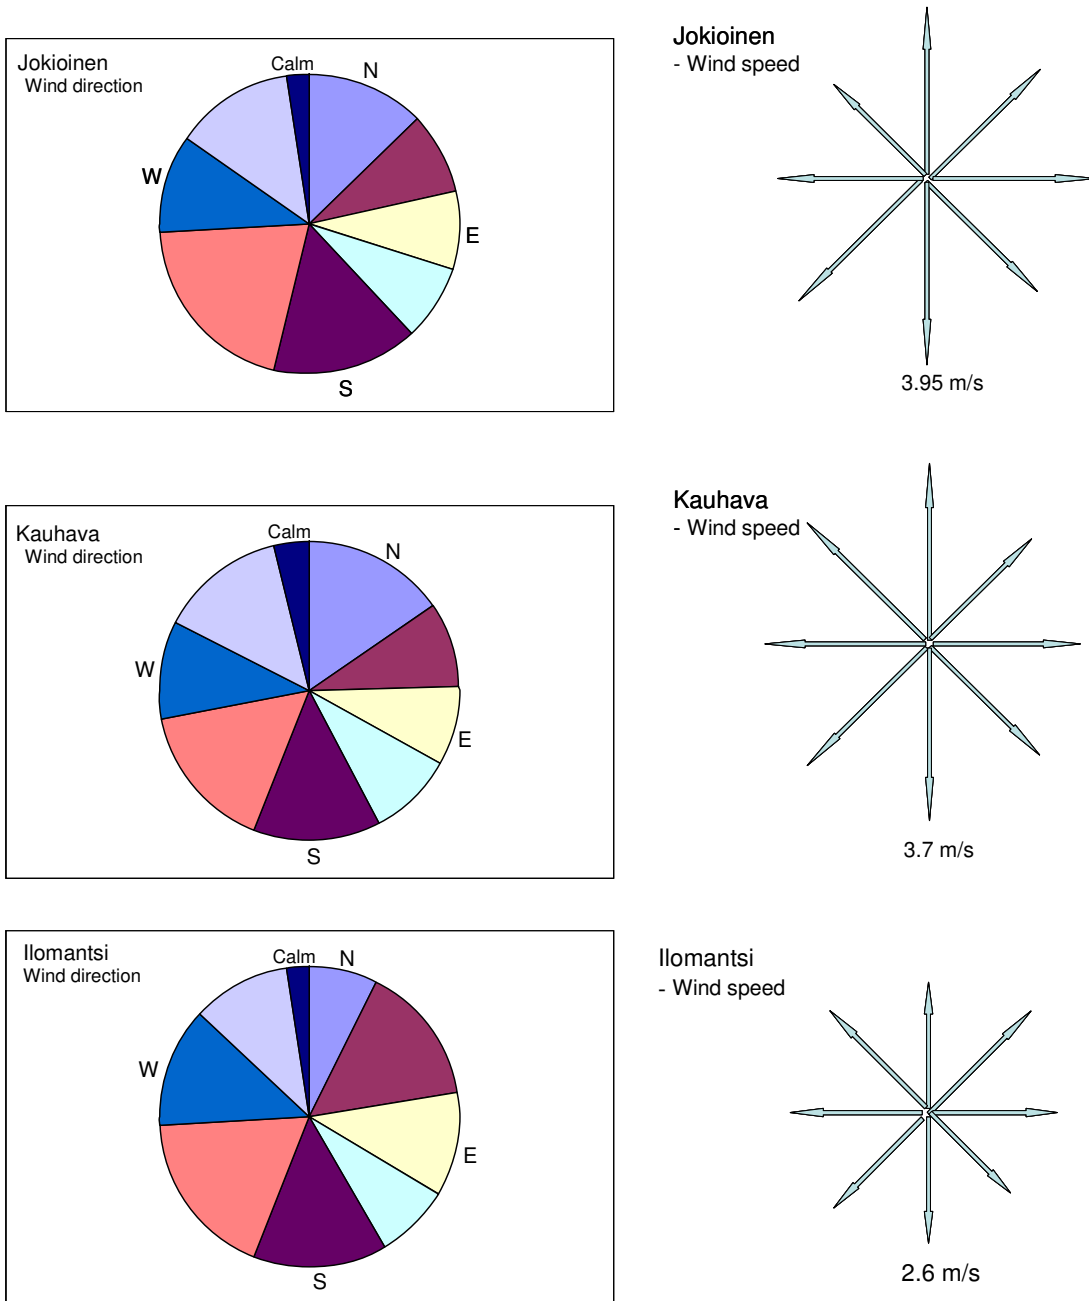 Jokioinen
Wind direction
Calm
N
W
E
S
Jokioinen
- Wind speed
3.95 m/s
Kauhava
Wind direction
Calm
N
W
E
S
Kauhava
- Wind speed
3.7 m/s
Ilomantsi
Wind direction
Calm
N
W
E
S
Ilomantsi
- Wind speed
2.6 m/s